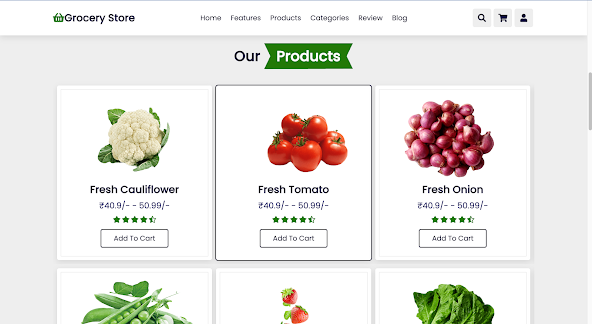 Grocery Store
Home Features Products Categories Review Blog
Our Products
Fresh Cauliflower
₹40.9/- - 50.99/-
Add To Cart
Fresh Tomato
₹40.9/- - 50.99/-
Add To Cart
Fresh Onion
₹40.9/- - 50.99/-
Add To Cart